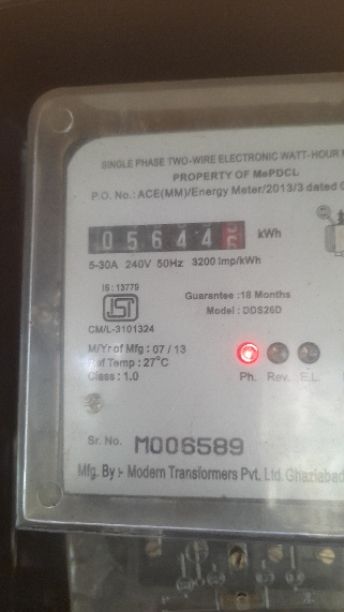 SINGLE PHASE TWO-WIRE ELECTRONIC WATT-HOUR
PROPERTY OF MePDCL
P.O. No.: ACE(MM)/Energy Meter/2013/3 dated
05644 kWh
5-30A 240V 50Hz 3200 imp/kWh
IS : 13779
ISI
CM/L-3101324
Guarantee :18 Months
Model : DDS26D
M/Yr of Mfg : 07 / 13
Ref Temp : 27°C
Class : 1.0
Ph. Rev. E.L
Sr. No. M006589
Mfg. By :- Modern Transformers Pvt. Ltd. Ghaziabad